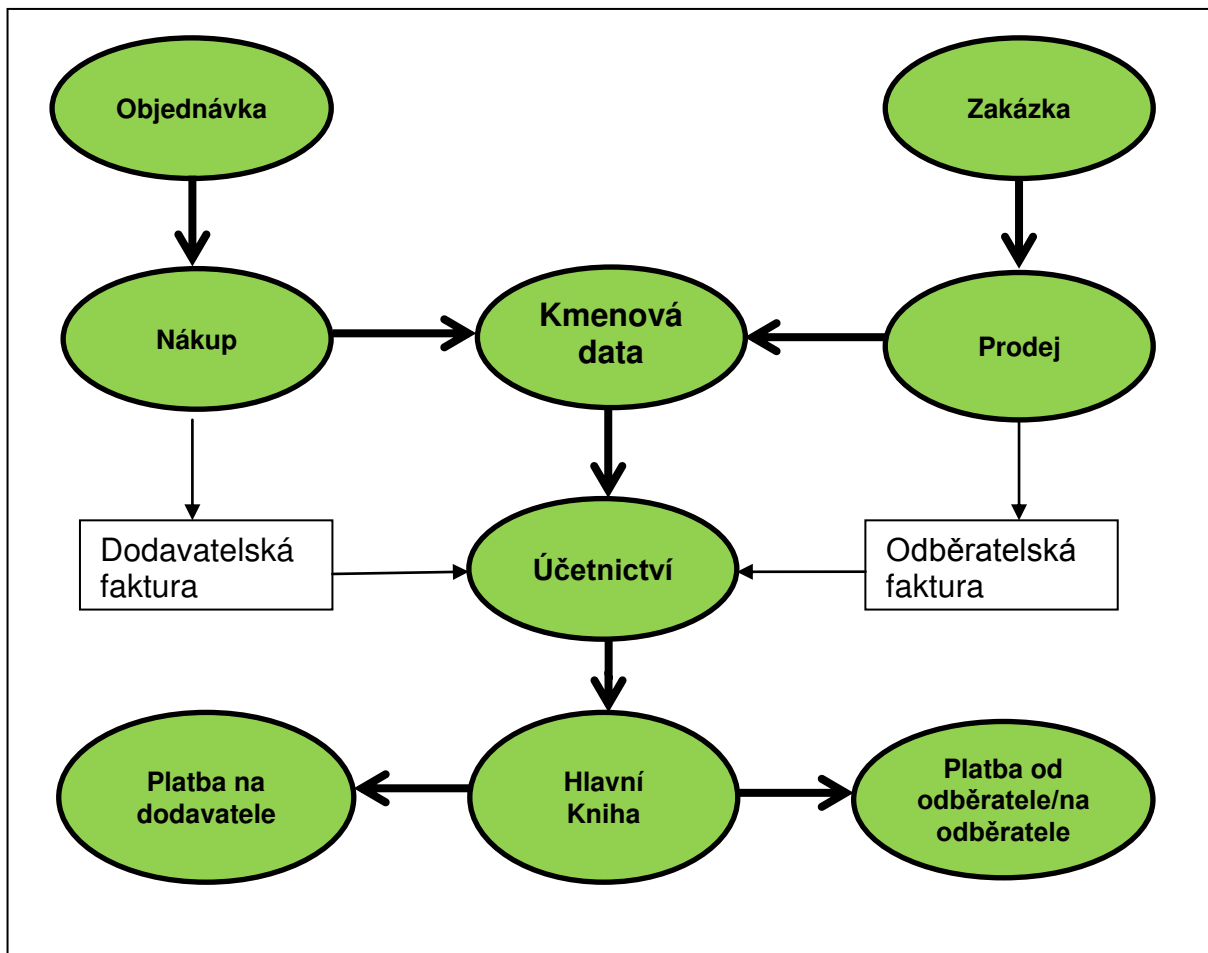 Objednávka
Zakázka
Nákup
Kmenová
data
Prodej
Dodavatelská
faktura
Účetnictví
Odběratelská
faktura
Platba na
dodavatele
Hlavní
Kniha
Platba od
odběratele/na
odběratele